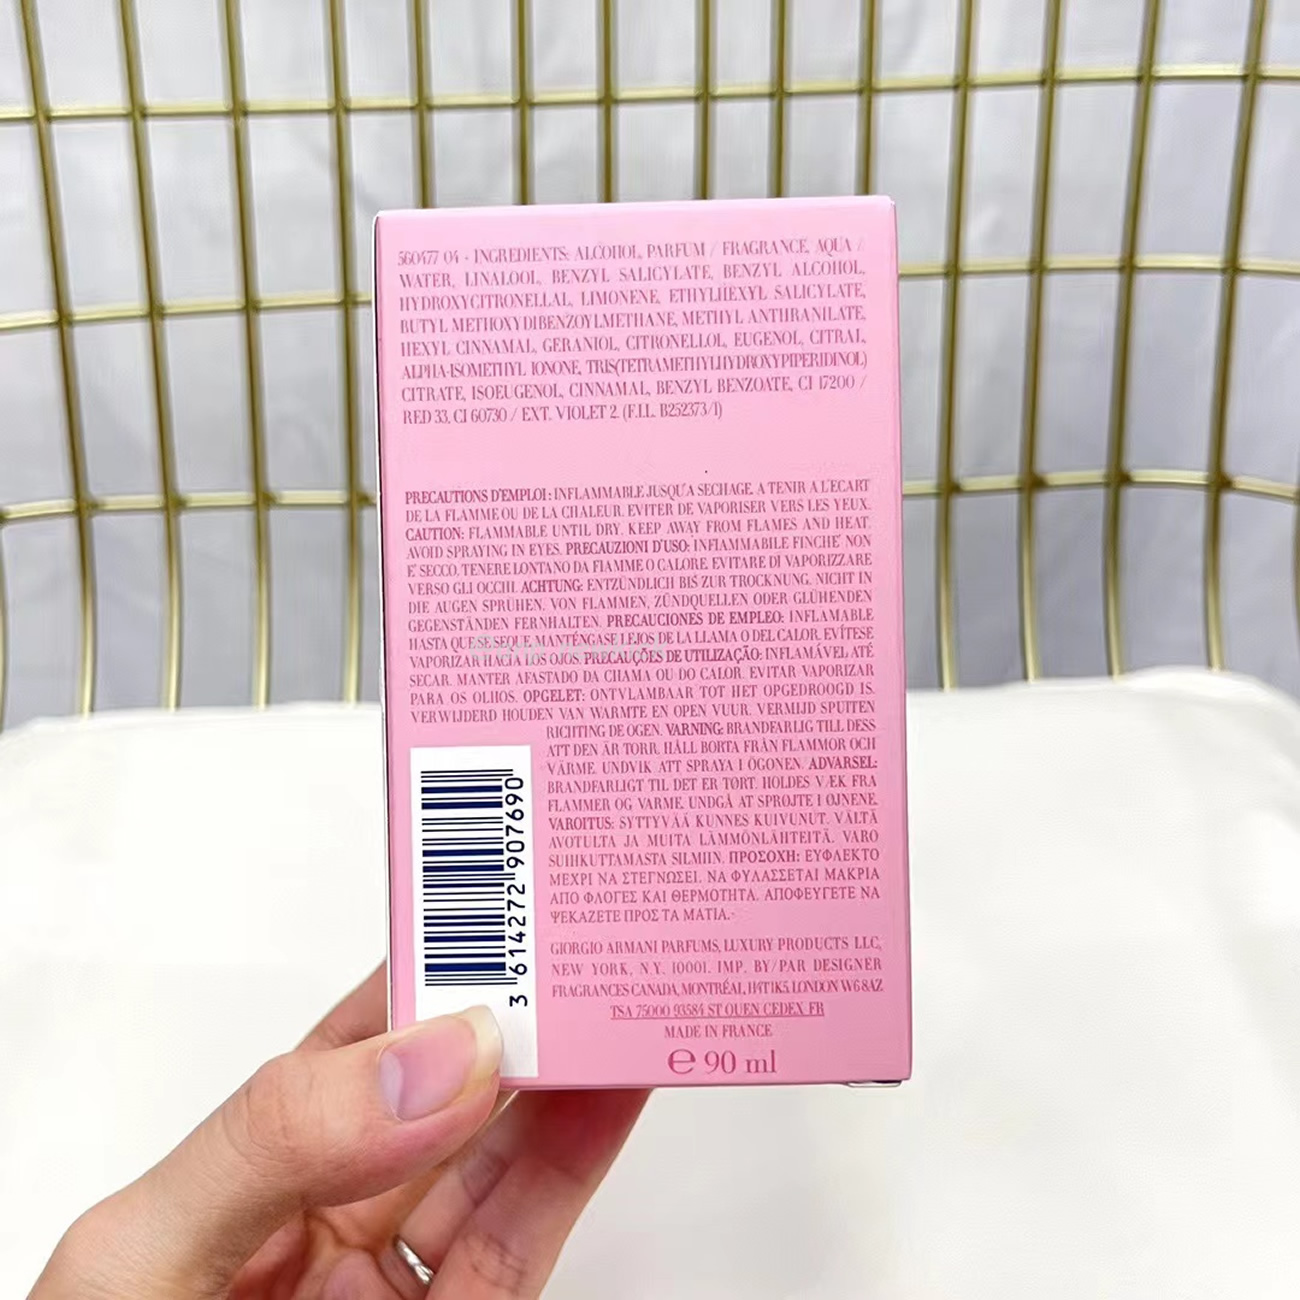 560477 04 - INGREDIENTS: ALCOHOL, PARFUM / FRAGRANCE, AQUA /
WATER, LINALOOL, BENZYL SALICYLATE, BENZYL ALCOHOL,
HYDROXYCITRONELLAL, LIMONENE, ETHYLHEXYL SALICYLATE,
BUTYL METHOXYDIBENZOYLMETHANE, METHYL ANTHRANILATE,
HEXYL CINNAMAL, GERANIOL, CITRONELLOL, EUGENOL, CITRAL,
ALPHA-ISOMETHYL IONONE, TRIS(TETRAMETHYLHYDROXYPIPERIDINOL)
CITRATE, ISOEUGENOL, CINNAMAL, BENZYL BENZOATE, CI 17200 /
RED 33, CI 60730 / EXT. VIOLET 2. (F.I.L. B252373/1)
PRECAUTIONS D'EMPLOI : INFLAMMABLE JUSQU'A SECHAGE. A TENIR A L'ECART
DE LA FLAMME OU DE LA CHALEUR. EVITER DE VAPORISER VERS LES YEUX.
CAUTION: FLAMMABLE UNTIL DRY. KEEP AWAY FROM FLAMES AND HEAT.
AVOID SPRAYING IN EYES. PRECAUZIONI D'USO: INFIAMMABILE FINCHE' NON
E' SECCO. TENERE LONTANO DA FIAMME O CALORE. EVITARE DI VAPORIZZARE
VERSO GLI OCCHI. ACHTUNG: ENTZÜNDLICH BIS ZUR TROCKNUNG. NICHT IN
DIE AUGEN SPRÜHEN. VON FLAMMEN, ZÜNDQUELLEN ODER GLÜHENDEN
GEGENSTÄNDEN FERNHALTEN. PRECAUCIONES DE EMPLEO: INFLAMABLE
HASTA QUE SE SEQUE. MANTÉNGASE LEJOS DE LA LLAMA O DEL CALOR. EVÍTESE
VAPORIZAR HACIA LOS OJOS. PRECAUÇÕES DE UTILIZAÇÃO: INFLAMÁVEL ATÉ
SECAR. MANTER AFASTADO DA CHAMA OU DO CALOR. EVITAR VAPORIZAR
PARA OS OLHOS. OPGELET: ONTVLAMBAAR TOT HET OPGEDROOGD IS.
VERWIJDERD HOUDEN VAN WARMTE EN OPEN VUUR. VERMIJD SPUITEN
RICHTING DE OGEN. VARNING: BRANDFARLIG TILL DESS
ATT DEN ÄR TORR. HÅLL BORTA FRÅN FLAMMOR OCH
VÄRME. UNDVIK ATT SPRAYA I ÖGONEN. ADVARSEL:
BRANDFARLIGT TIL DET ER TØRT. HOLDES VÆK FRA
FLAMMER OG VARME. UNDGÅ AT SPRØJTE I ØJNENE.
VAROITUS: SYTTYVÄÄ KUNNES KUIVUNUT. VÄLTÄ
AVOTULTA JA MUITA LÄMMÖNLÄHTEITÄ. VARO
SUIHKUTTAMASTA SILMIIN. ΠΡΟΣΟΧΗ: ΕΥΦΛΕΚΤΟ
ΜΕΧΡΙ ΝΑ ΣΤΕΓΝΩΣΕΙ. ΝΑ ΦΥΛΑΣΣΕΤΑΙ ΜΑΚΡΙΑ
ΑΠΟ ΦΛΟΓΕΣ ΚΑΙ ΘΕΡΜΟΤΗΤΑ. ΑΠΟΦΕΥΓΕΤΕ ΝΑ
ΨΕΚΑΖΕΤΕ ΠΡΟΣ ΤΑ ΜΑΤΙΑ.
3 614272 907690
GIORGIO ARMANI PARFUMS, LUXURY PRODUCTS LLC,
NEW YORK, N.Y. 10001. IMP. BY/PAR DESIGNER
FRAGRANCES CANADA, MONTRÉAL, H4T1K5. LONDON W6 8AZ
TSA 75000 93584 ST OUEN CEDEX FR
MADE IN FRANCE
℮ 90 ml